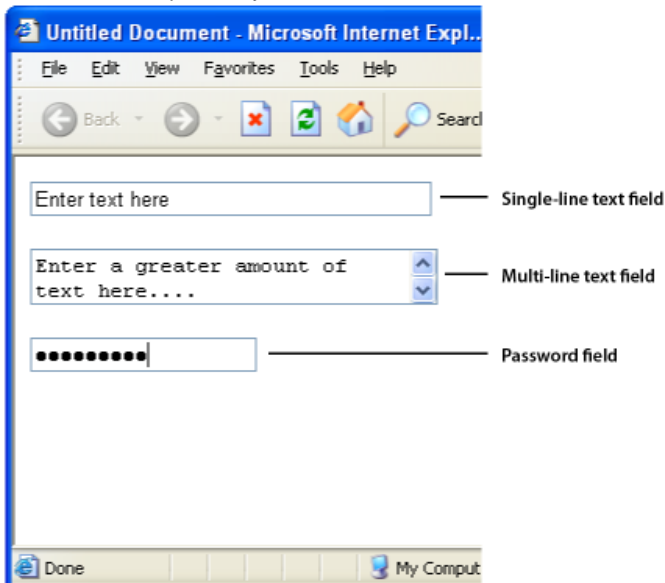 Untitled Document - Microsoft Internet Expl...
File Edit View Favorites Tools Help
Back Search
Enter text here
Single-line text field
Enter a greater amount of
text here....
Multi-line text field
•••••••••
Password field
Done My Comput